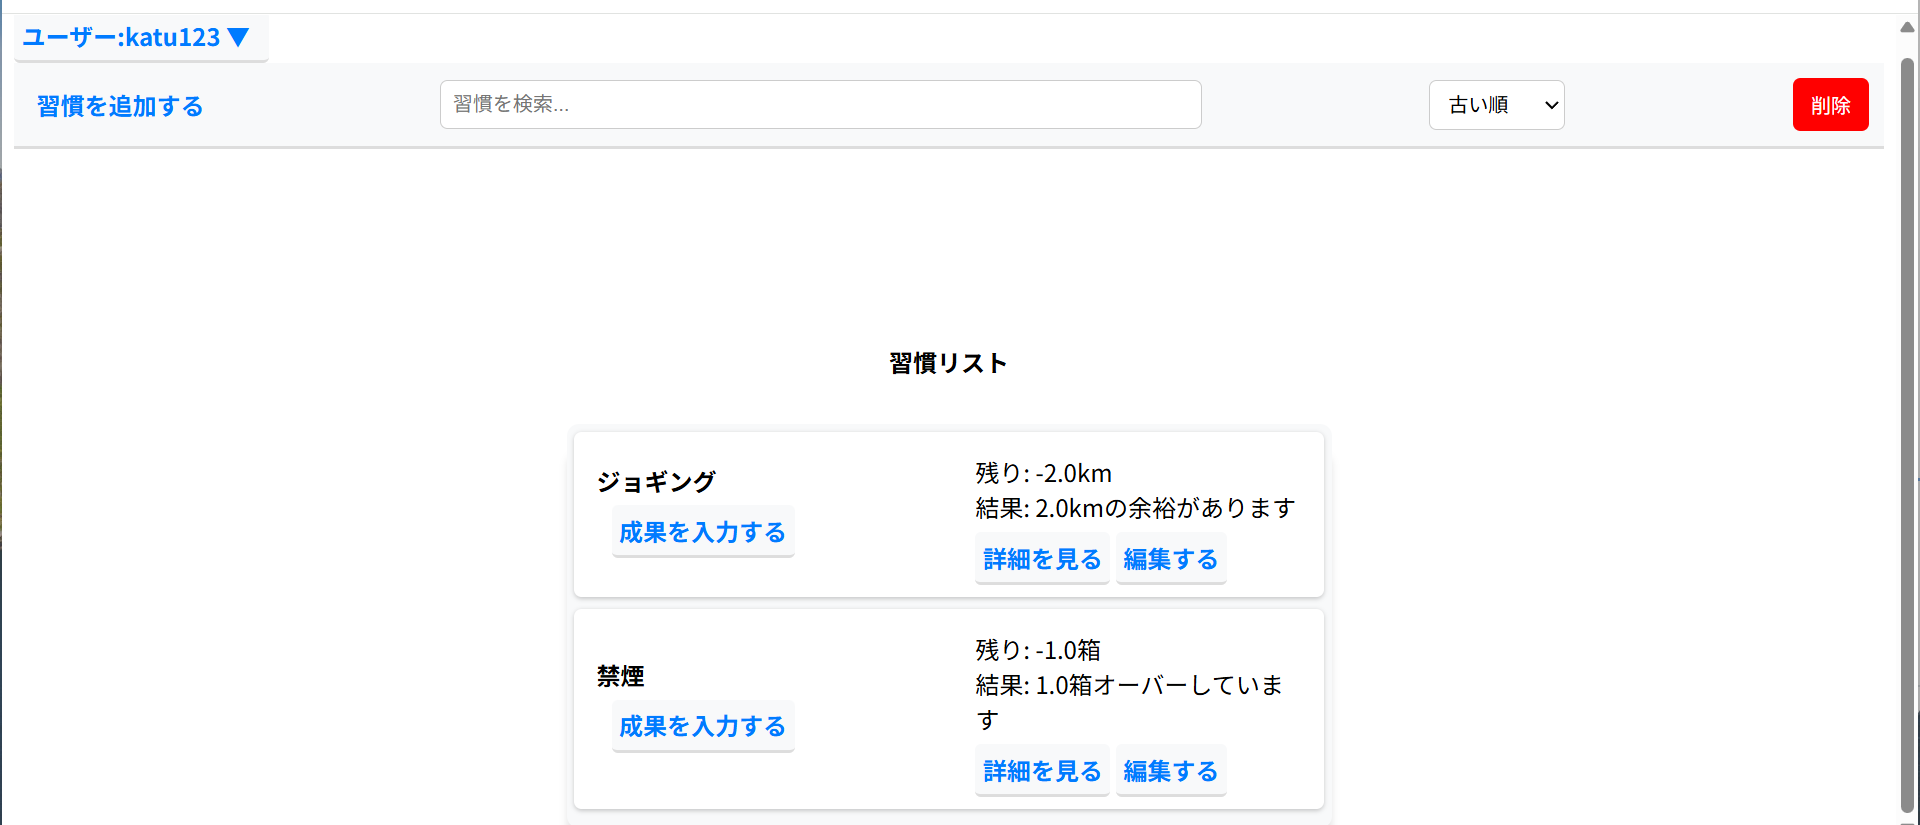 ユーザー:katu123 ▼
習慣を追加する
習慣を検索...
古い順
削除
習慣リスト
ジョギング
成果を入力する
残り: -2.0km
結果: 2.0kmの余裕があります
詳細を見る 編集する
禁煙
成果を入力する
残り: -1.0箱
結果: 1.0箱オーバーしていま
す
詳細を見る 編集する